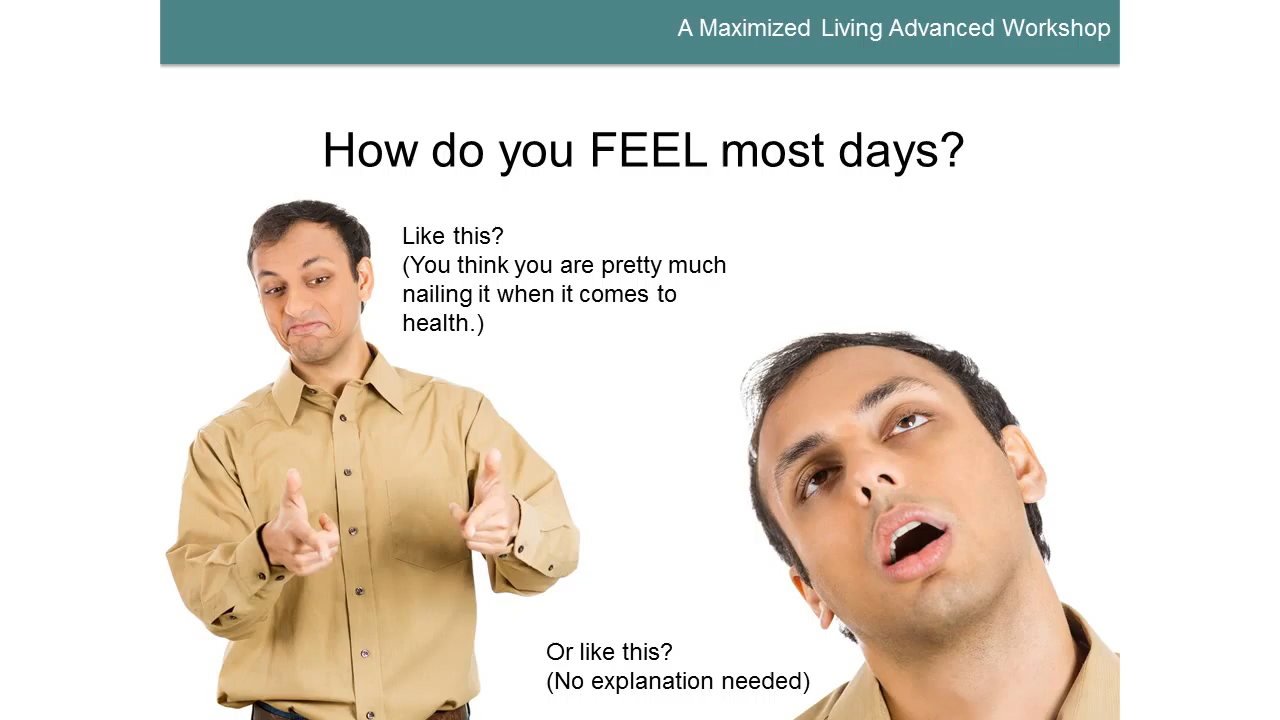 A Maximized Living Advanced Workshop
How do you FEEL most days?
Like this?
(You think you are pretty much
nailing it when it comes to
health.)
Or like this?
(No explanation needed)